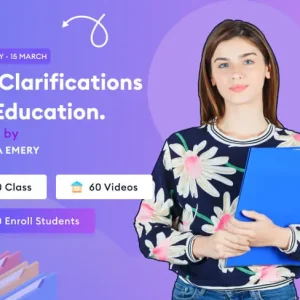 · 15 MARCH
Clarifications
Education.
by
EMERY
Class
60 Videos
Enroll Students